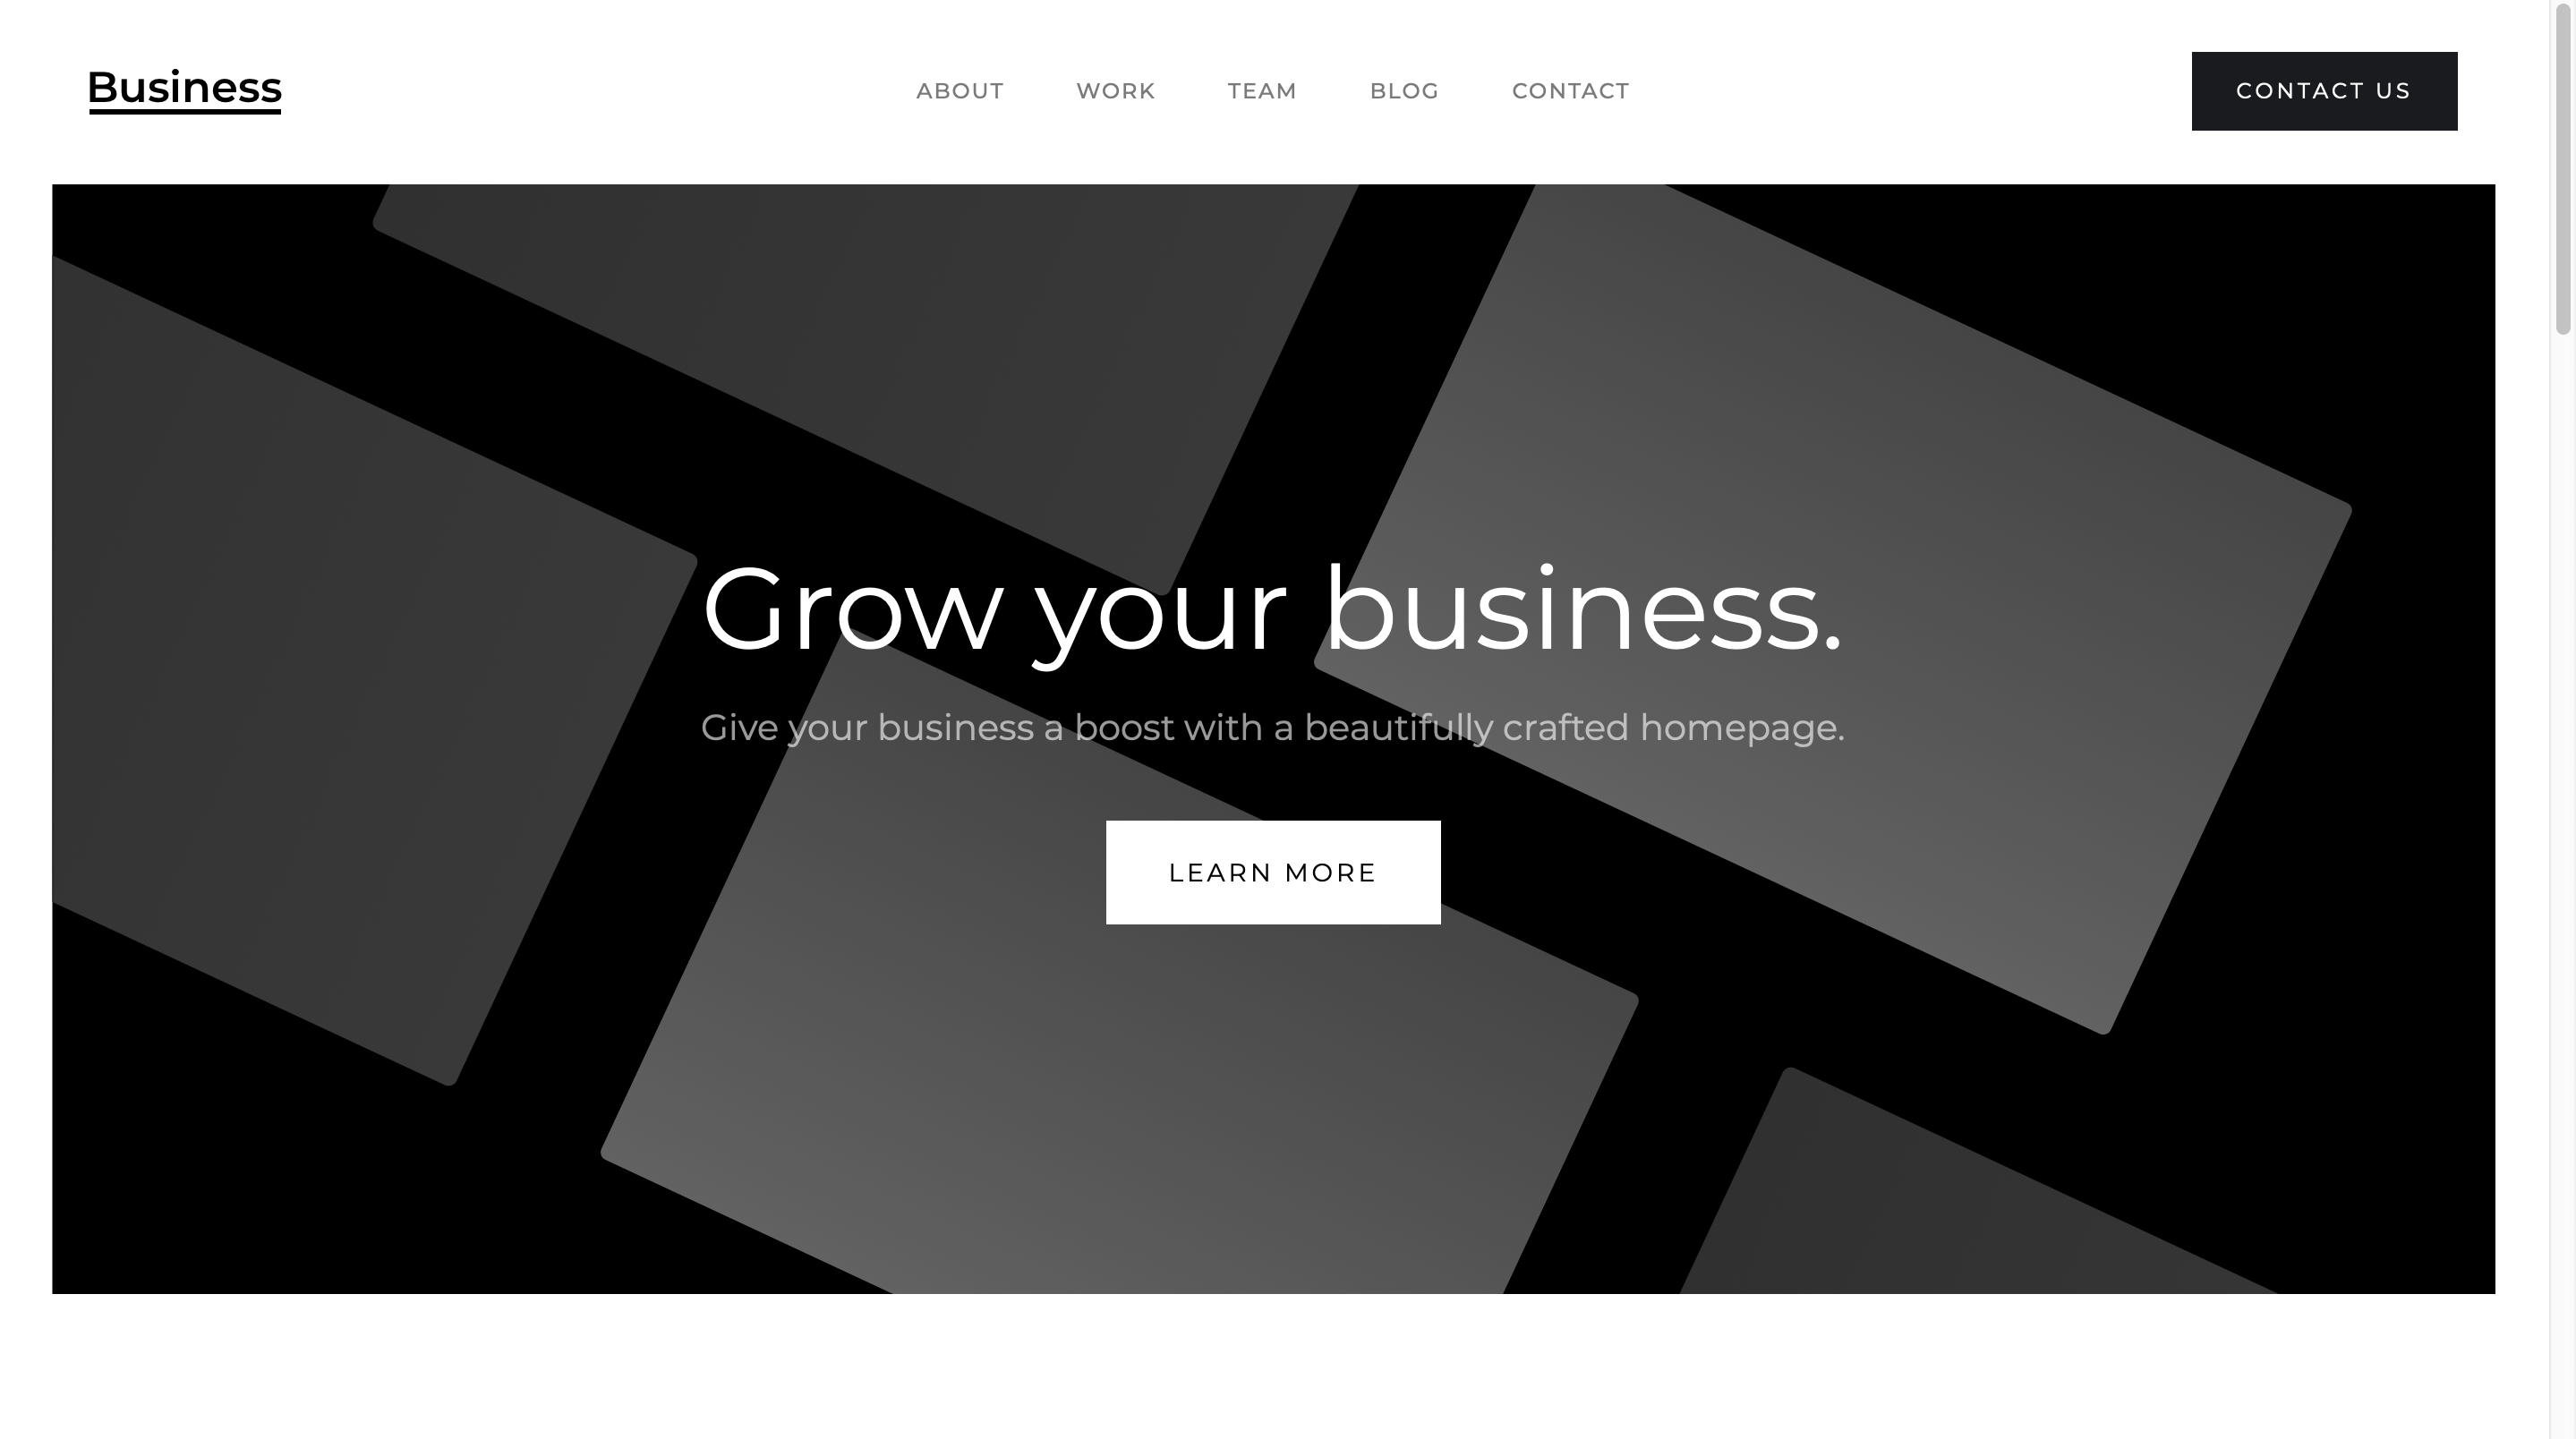 Business
ABOUT WORK TEAM BLOG CONTACT
CONTACT US
Grow your business.
Give your business a boost with a beautifully crafted homepage.
LEARN MORE